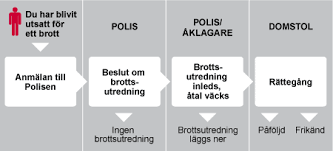 Du har blivit
utsatt för
ett brott
POLIS
POLIS/
ÅKLAGARE
DOMSTOL
Anmälan till
Polisen
Beslut om
brotts-
utredning
Brotts-
utredning
inleds,
åtal väcks
Rättegång
Ingen
brottsutredning
Brottsutredning
läggs ner
Påföljd
Frikänd